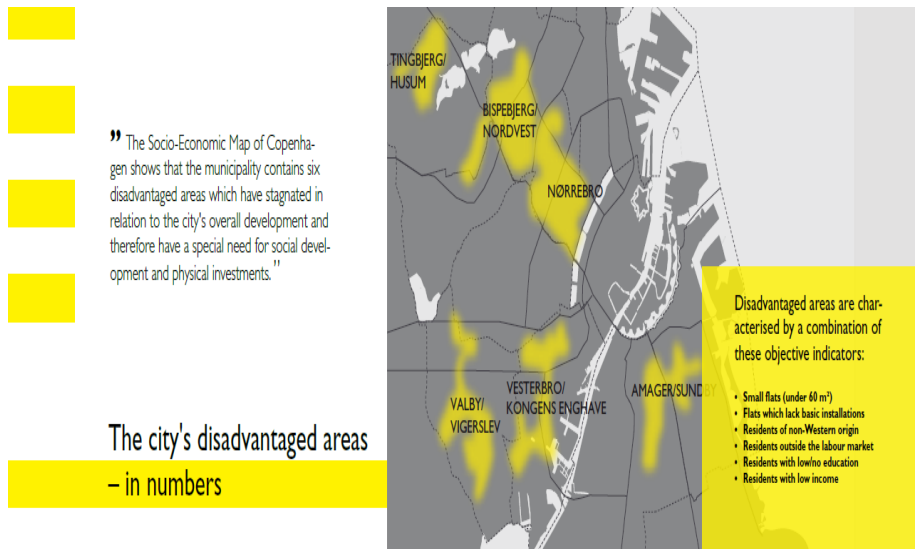 ” The Socio-Economic Map of Copenha-
gen shows that the municipality contains six
disadvantaged areas which have stagnated in
relation to the city's overall development and
therefore have a special need for social devel-
opment and physical investments.”
The city's disadvantaged areas
– in numbers
TINGBJERG/
HUSUM
BISPEBJERG/
NORDVEST
NØRREBRO
VALBY/
VIGERSLEV
VESTERBRO/
KONGENS ENGHAVE
AMAGER/SUNDBY
Disadvantaged areas are char-
acterised by a combination of
these objective indicators:
• Small flats (under 60 m²)
• Flats which lack basic installations
• Residents of non-Western origin
• Residents outside the labour market
• Residents with low/no education
• Residents with low income